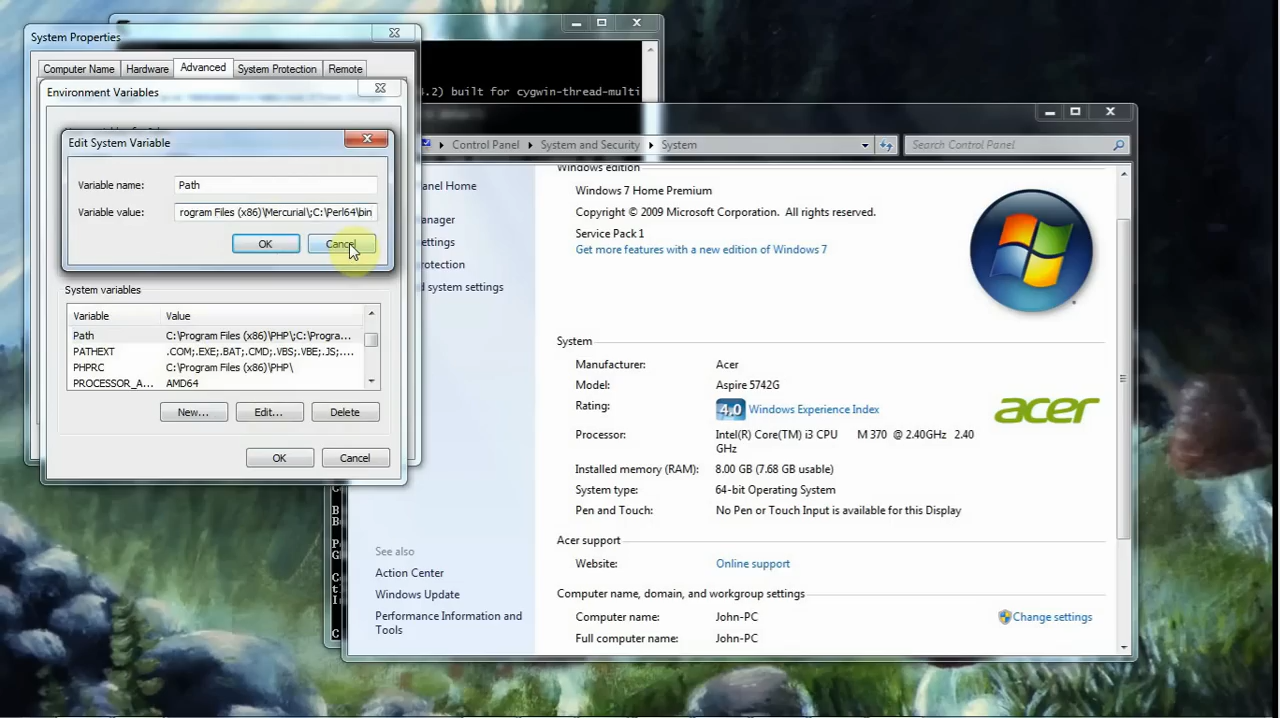 System Properties
Computer Name
Hardware
Advanced
System Protection
Remote
Environment Variables
Edit System Variable
Variable name:
Path
Variable value:
rogram Files (x86)\Mercurial\;C:\Perl64\bin
OK
Cancel
System variables
Variable
Value
Path
C:\Program Files (x86)\PHP\;C:\Progra...
PATHEXT
.COM;.EXE;.BAT;.CMD;.VBS;.VBE;.JS;....
PHPRC
C:\Program Files (x86)\PHP\
PROCESSOR_A...
AMD64
New...
Edit...
Delete
OK
Cancel
.2) built for cygwin-thread-multi
Control Panel
System and Security
System
Search Control Panel
anel Home
anager
ettings
otection
d system settings
See also
Action Center
Windows Update
Performance Information and
Tools
Windows edition
Windows 7 Home Premium
Copyright © 2009 Microsoft Corporation. All rights reserved.
Service Pack 1
Get more features with a new edition of Windows 7
System
Manufacturer:
Acer
Model:
Aspire 5742G
Rating:
4.0 Windows Experience Index
Processor:
Intel(R) Core(TM) i3 CPU M 370 @ 2.40GHz 2.40
GHz
Installed memory (RAM):
8.00 GB (7.68 GB usable)
System type:
64-bit Operating System
Pen and Touch:
No Pen or Touch Input is available for this Display
acer
Acer support
Website:
Online support
Computer name, domain, and workgroup settings
Computer name:
John-PC
Change settings
Full computer name:
John-PC